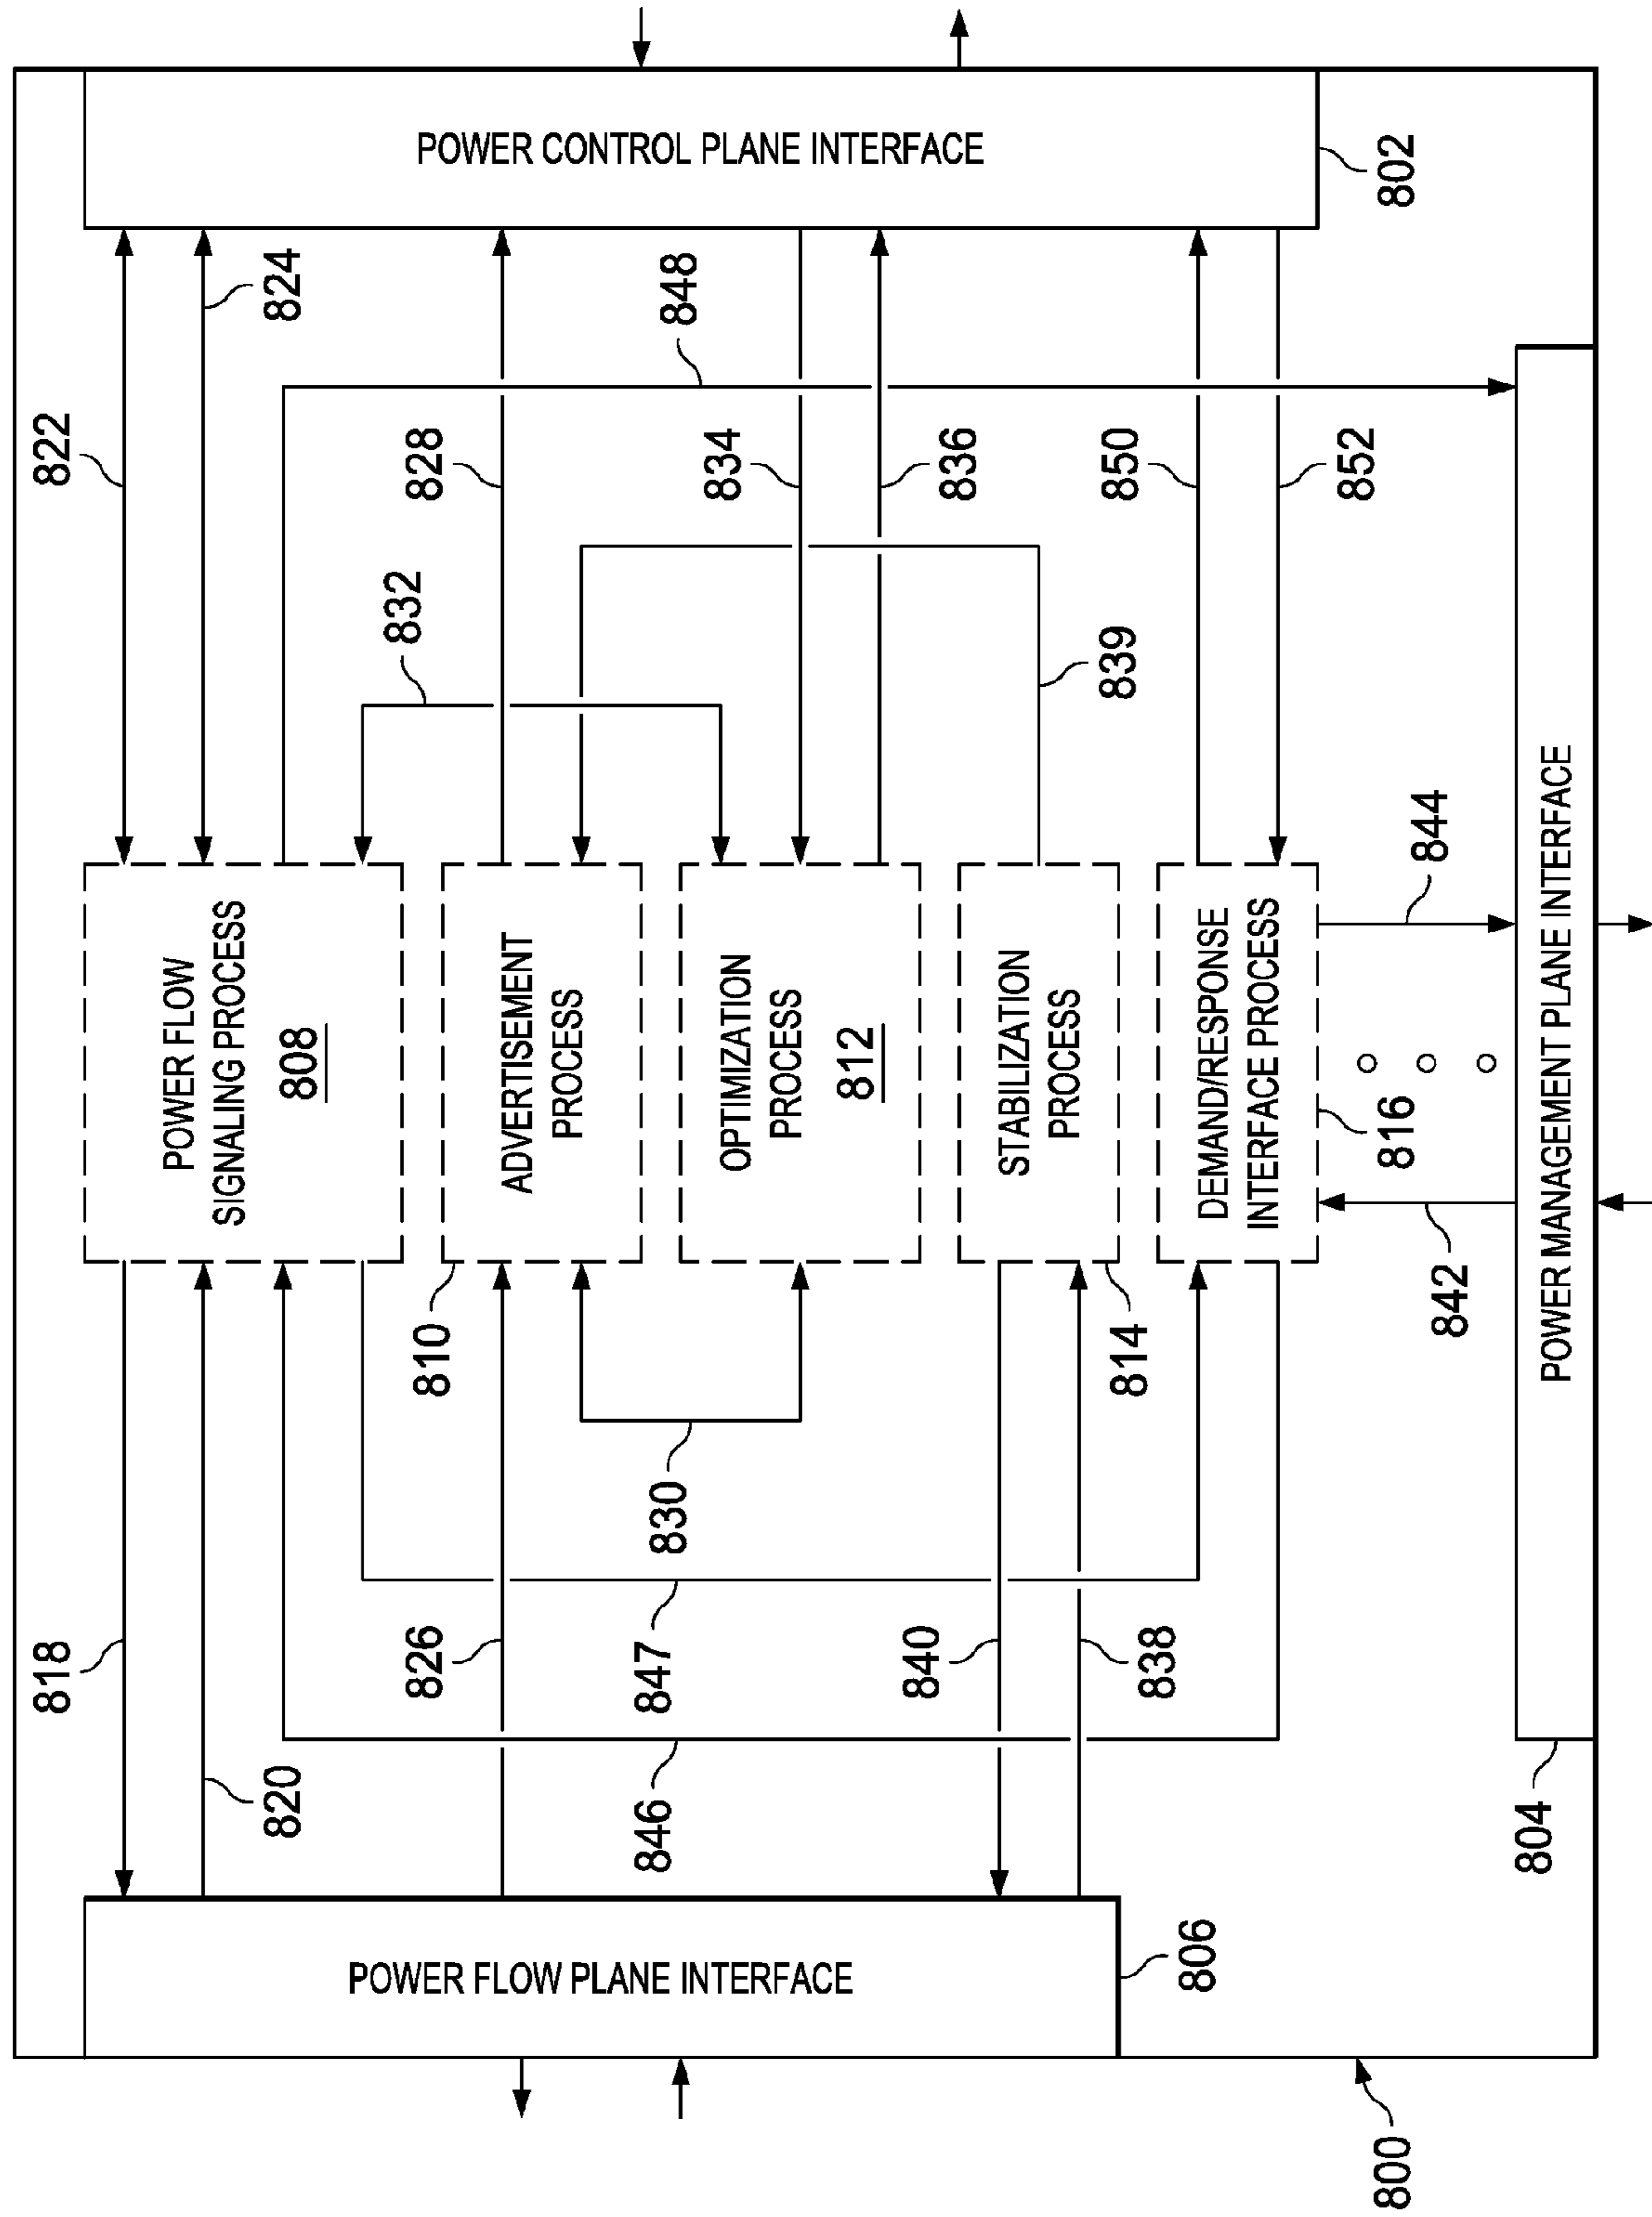 818
822
820
824
POWER FLOW
SIGNALING PROCESS
808
848
832
810
826
828
ADVERTISEMENT
PROCESS
830
847
846
OPTIMIZATION
PROCESS
812
834
836
840
838
814
STABILIZATION
PROCESS
839
DEMAND/RESPONSE
INTERFACE PROCESS
816
850
852
842
844
POWER FLOW PLANE INTERFACE
806
POWER CONTROL PLANE INTERFACE
802
POWER MANAGEMENT PLANE INTERFACE
804
800